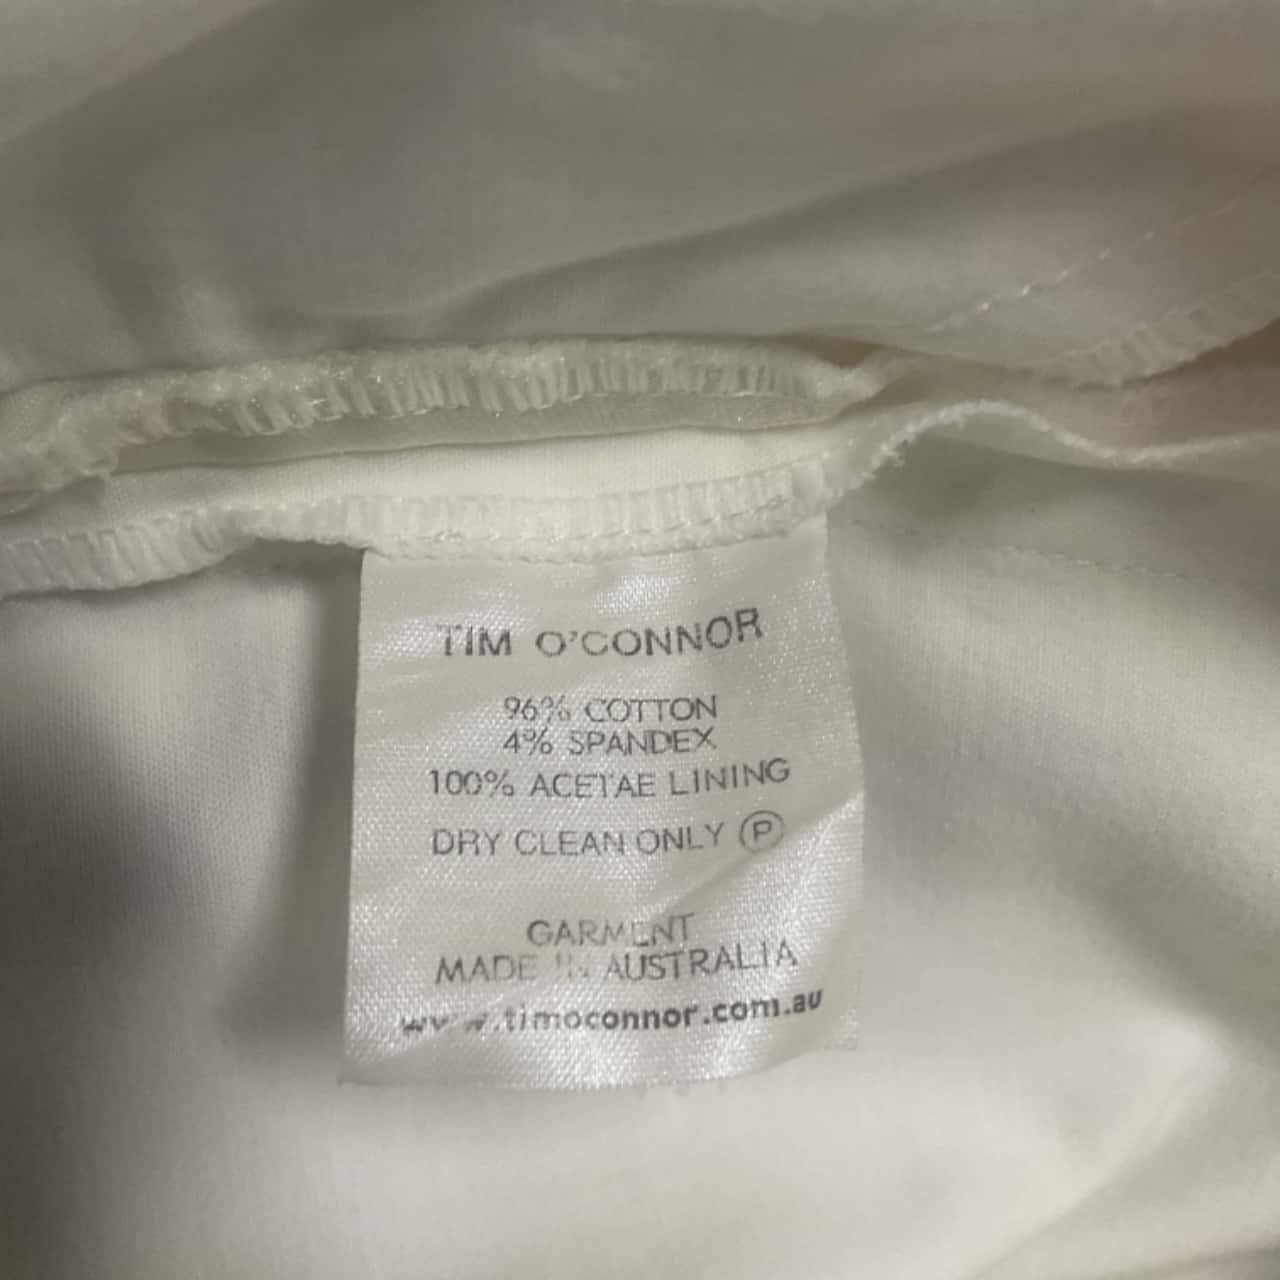 TIM O'CONNOR
96% COTTON
4% SPANDEX
100% ACETAE LINING
DRY CLEAN ONLY Ⓟ
GARMENT
MADE IN AUSTRALIA
www.timoconnor.com.au